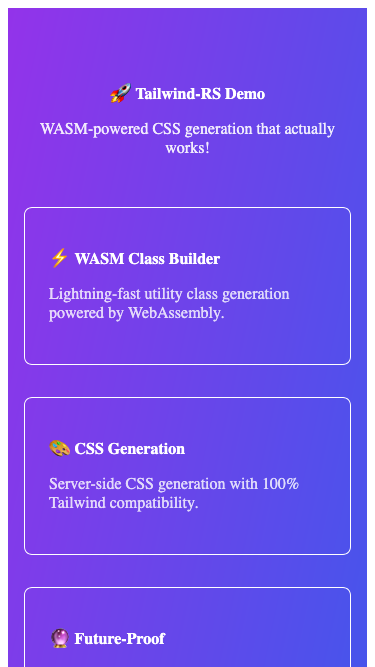 🚀 Tailwind-RS Demo
WASM-powered CSS generation that actually
works!
⚡ WASM Class Builder
Lightning-fast utility class generation
powered by WebAssembly.
🎨 CSS Generation
Server-side CSS generation with 100%
Tailwind compatibility.
🔮 Future-Proof